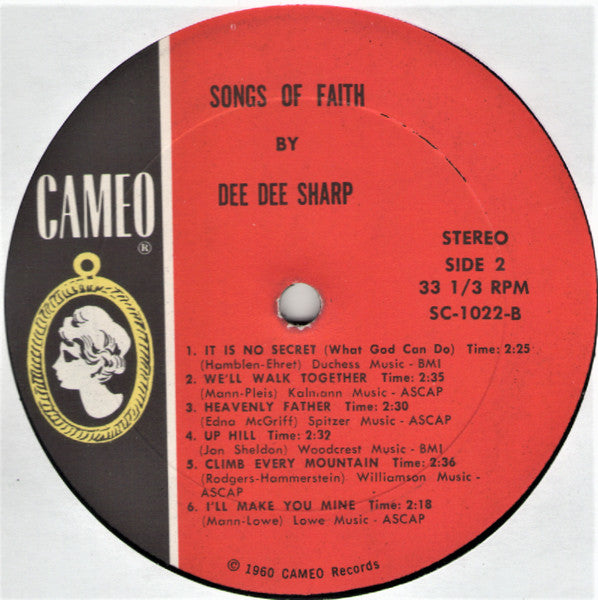 SONGS OF FAITH
BY
DEE DEE SHARP
CAMEO
®
STEREO
SIDE 2
33 1/3 RPM
SC-1022-B
1. IT IS NO SECRET (What God Can Do) Time: 2:25
(Hamblen-Ehret) Duchess Music - BMI
2. WE'LL WALK TOGETHER Time: 2:35
(Mann-Pleis) Kalmann Music - ASCAP
3. HEAVENLY FATHER Time: 2:30
(Edna McGriff) Spitzer Music - ASCAP
4. UP HILL Time: 2:32
(Jon Sheldon) Woodcrest Music - BMI
5. CLIMB EVERY MOUNTAIN Time: 2:36
(Rodgers-Hammerstein) Williamson Music -
ASCAP
6. I'LL MAKE YOU MINE Time: 2:18
(Mann-Lowe) Lowe Music - ASCAP
© 1960 CAMEO Records